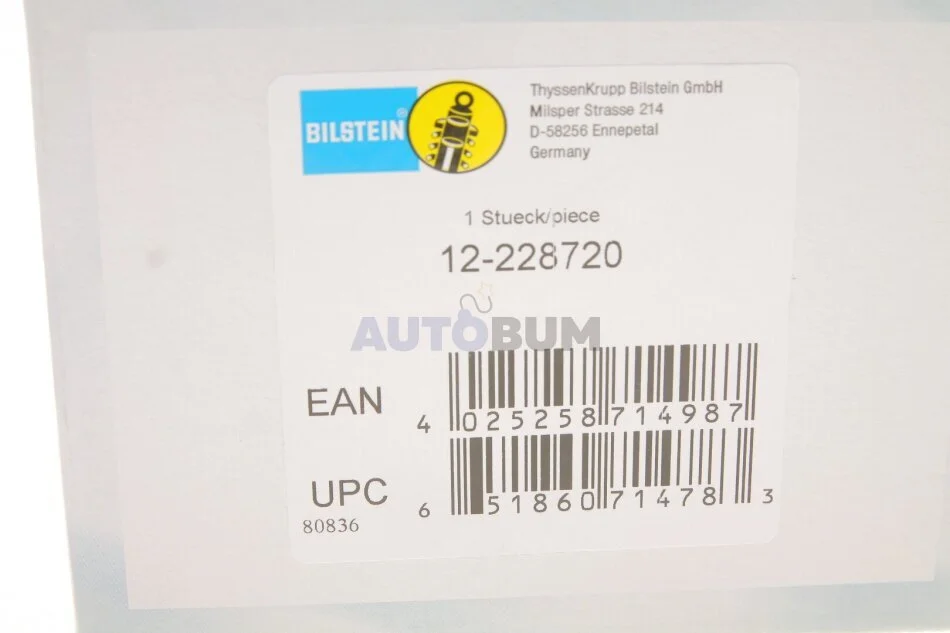 BILSTEIN®
ThyssenKrupp Bilstein GmbH
Milsper Strasse 214
D-58256 Ennepetal
Germany
1 Stueck/piece
12-228720
AUTOBUM
EAN
4 025258 714987
UPC
6 51860 71478 3
80836